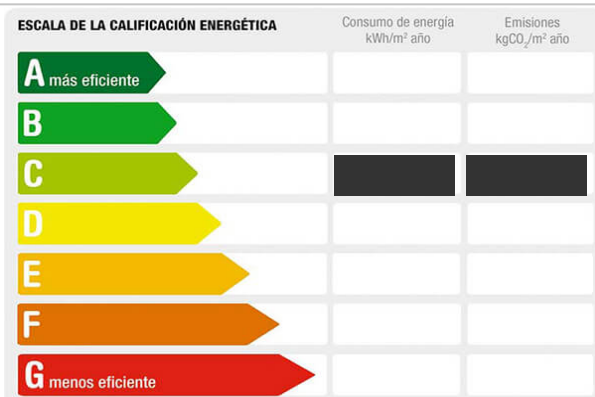 ESCALA DE LA CALIFICACIÓN ENERGÉTICA
Consumo de energía
kWh/m² año
Emisiones
kgCO₂/m² año
A más eficiente
B
C
D
E
F
G menos eficiente